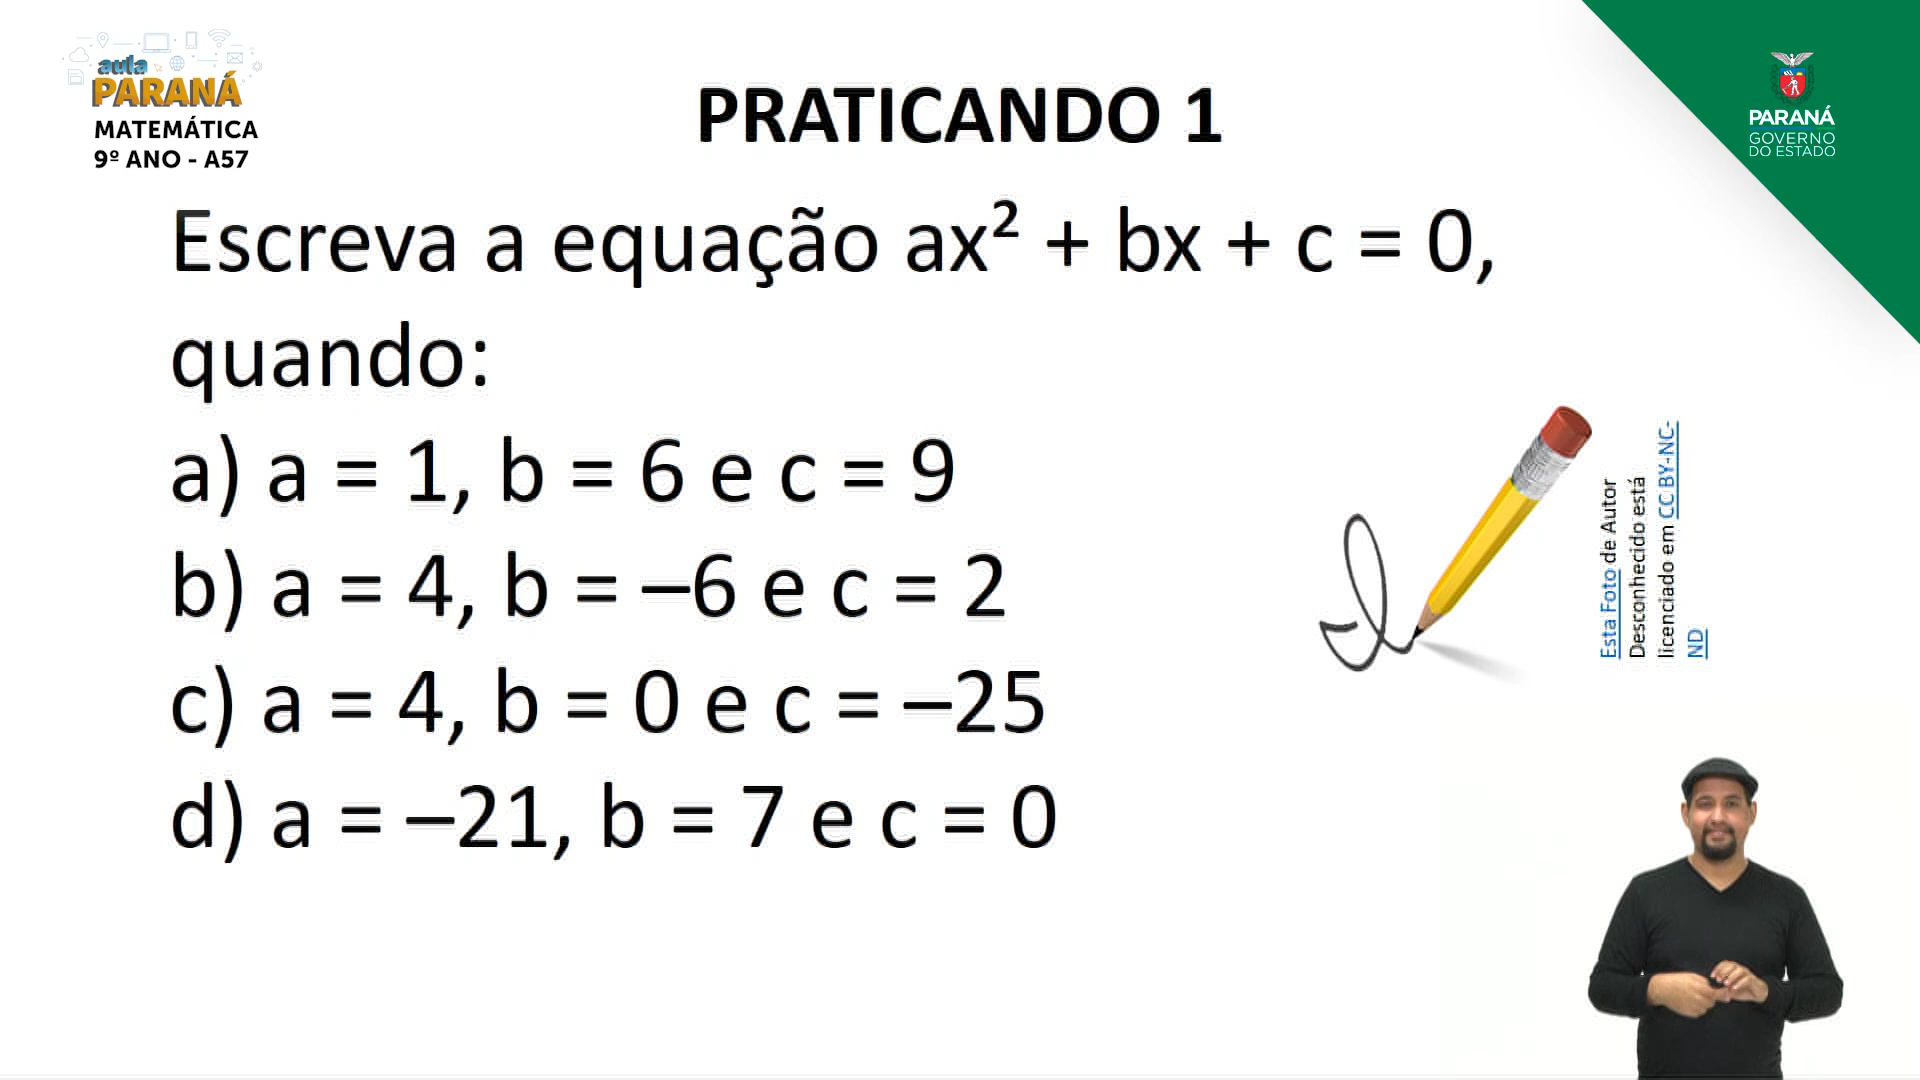 aula
PARANÁ
MATEMÁTICA
9º ANO - A57
PRATICANDO 1
PARANÁ
GOVERNO
DO ESTADO
Escreva a equação ax² + bx + c = 0,
quando:
a) a = 1, b = 6 e c = 9
b) a = 4, b = –6 e c = 2
c) a = 4, b = 0 e c = –25
d) a = –21, b = 7 e c = 0
Esta Foto de Autor
Desconhecido está
licenciado em CC BY-NC-
ND